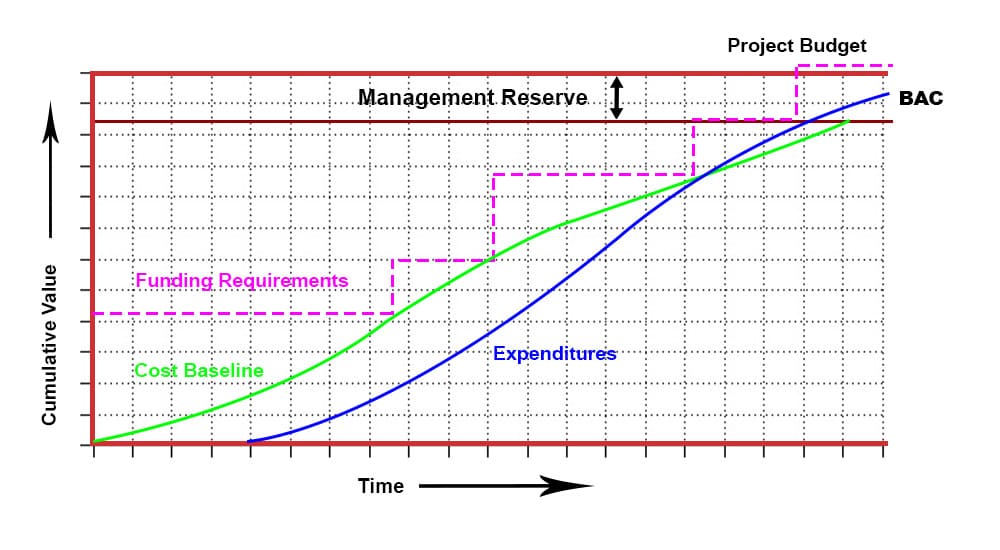 Project Budget
Management Reserve
BAC
Funding Requirements
Cumulative Value
Expenditures
Cost Baseline
Time